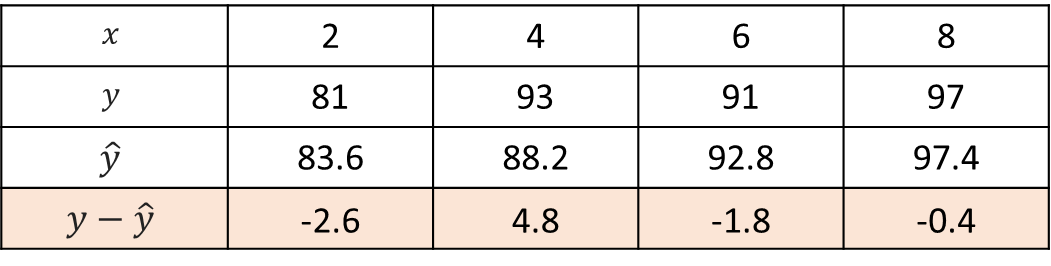 x 2 4 6 8
y 81 93 91 97
ŷ 83.6 88.2 92.8 97.4
y − ŷ -2.6 4.8 -1.8 -0.4